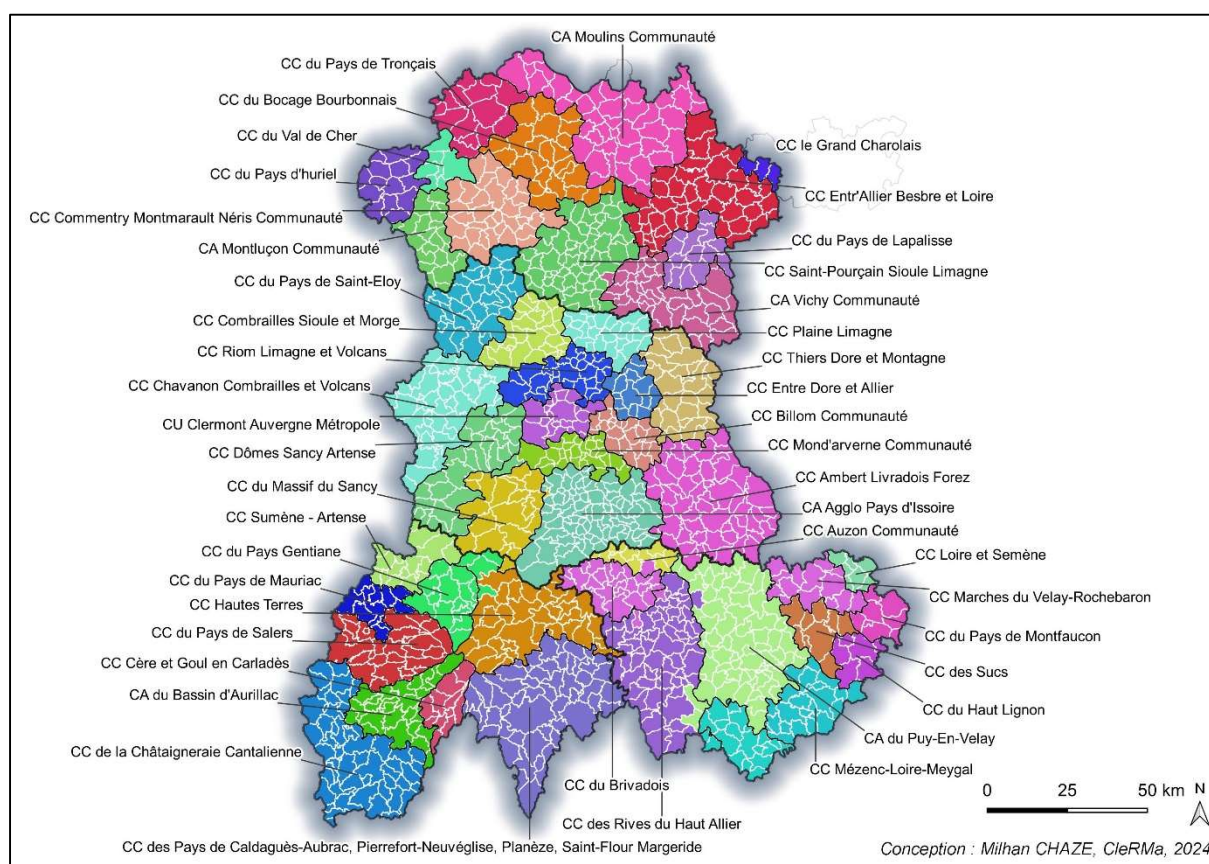 CA Moulins Communauté
CC du Pays de Tronçais
CC du Bocage Bourbonnais
CC du Val de Cher
CC du Pays d'huriel
CC Commentry Montmarault Néris Communauté
CA Montluçon Communauté
CC du Pays de Saint-Eloy
CC Combrailles Sioule et Morge
CC Riom Limagne et Volcans
CC Chavanon Combrailles et Volcans
CU Clermont Auvergne Métropole
CC Dômes Sancy Artense
CC du Massif du Sancy
CC Sumène - Artense
CC du Pays Gentiane
CC du Pays de Mauriac
CC Hautes Terres
CC du Pays de Salers
CC Cère et Goul en Carladès
CA du Bassin d'Aurillac
CC de la Châtaigneraie Cantalienne
CC le Grand Charolais
CC Entr'Allier Besbre et Loire
CC du Pays de Lapalisse
CC Saint-Pourçain Sioule Limagne
CA Vichy Communauté
CC Plaine Limagne
CC Thiers Dore et Montagne
CC Entre Dore et Allier
CC Billom Communauté
CC Mond'arverne Communauté
CC Ambert Livradois Forez
CA Agglo Pays d'Issoire
CC Auzon Communauté
CC Loire et Semène
CC Marches du Velay-Rochebaron
CC du Pays de Montfaucon
CC des Sucs
CC du Haut Lignon
CA du Puy-En-Velay
CC Mézenc-Loire-Meygal
CC du Brivadois
CC des Rives du Haut Allier
CC des Pays de Caldaguès-Aubrac, Pierrefort-Neuvéglise, Planèze, Saint-Flour Margeride
0 25 50 km N
Conception : Milhan CHAZE, CleRMa, 2024